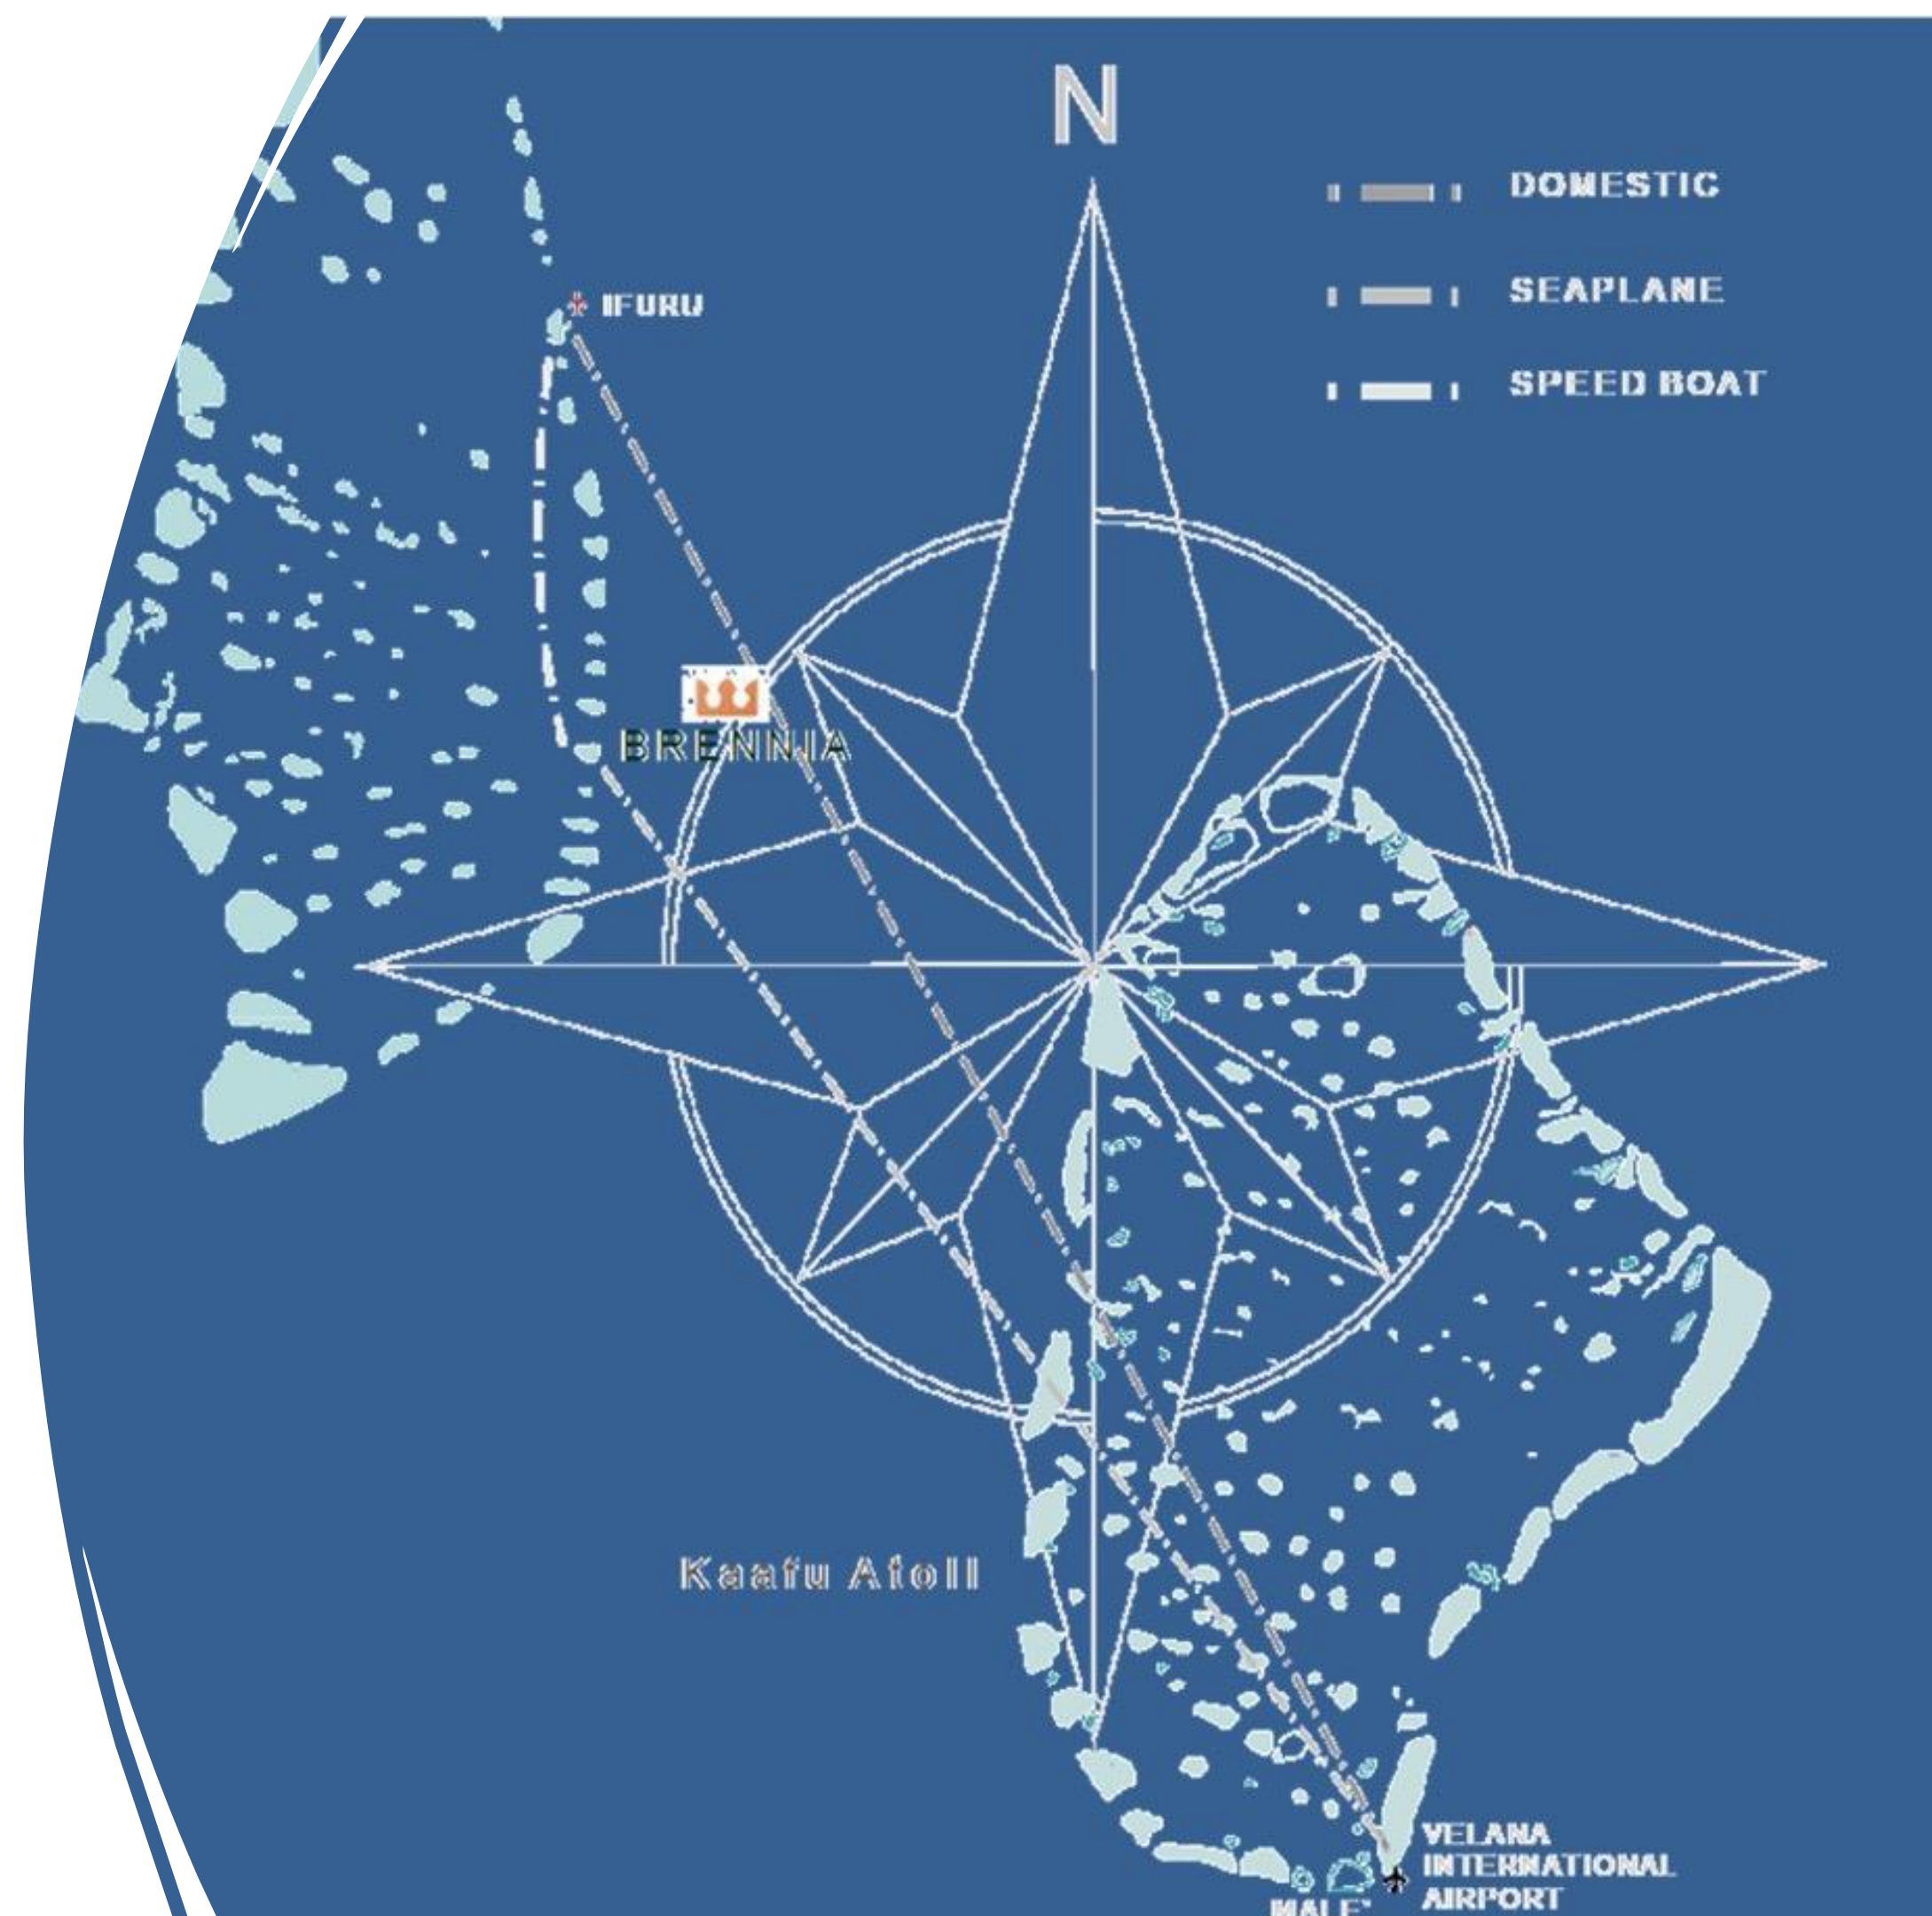 N
DOMESTIC
SEAPLANE
SPEED BOAT
IFURU
BRENNIA
Kaafu Atoll
VELANA
INTERNATIONAL
AIRPORT
MALE'